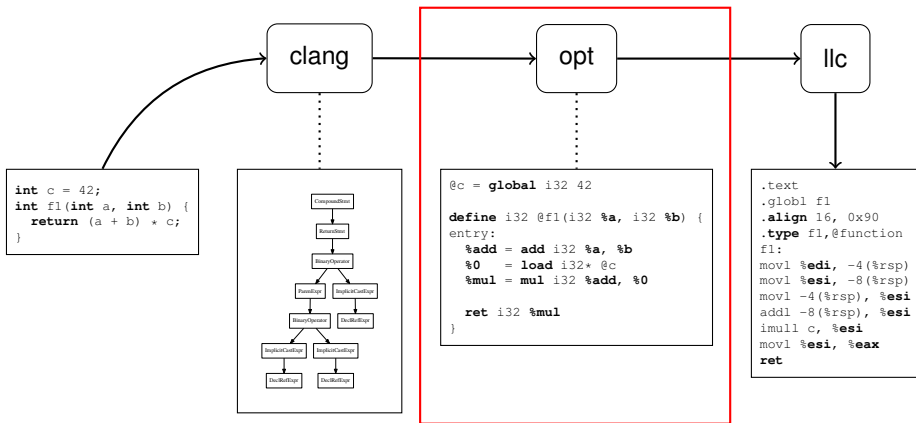 clang
opt
llc
int c = 42;
int f1(int a, int b) {
return (a + b) * c;
}
CompoundStmt
ReturnStmt
BinaryOperator
ParenExpr ImplicitCastExpr
BinaryOperator DeclRefExpr
ImplicitCastExpr ImplicitCastExpr
DeclRefExpr DeclRefExpr
@c = global i32 42
define i32 @f1(i32 %a, i32 %b) {
entry:
%add = add i32 %a, %b
%0 = load i32* @c
%mul = mul i32 %add, %0
ret i32 %mul
}
.text
.globl f1
.align 16, 0x90
.type f1,@function
f1:
movl %edi, -4(%rsp)
movl %esi, -8(%rsp)
movl -4(%rsp), %esi
addl -8(%rsp), %esi
imull c, %esi
movl %esi, %eax
ret